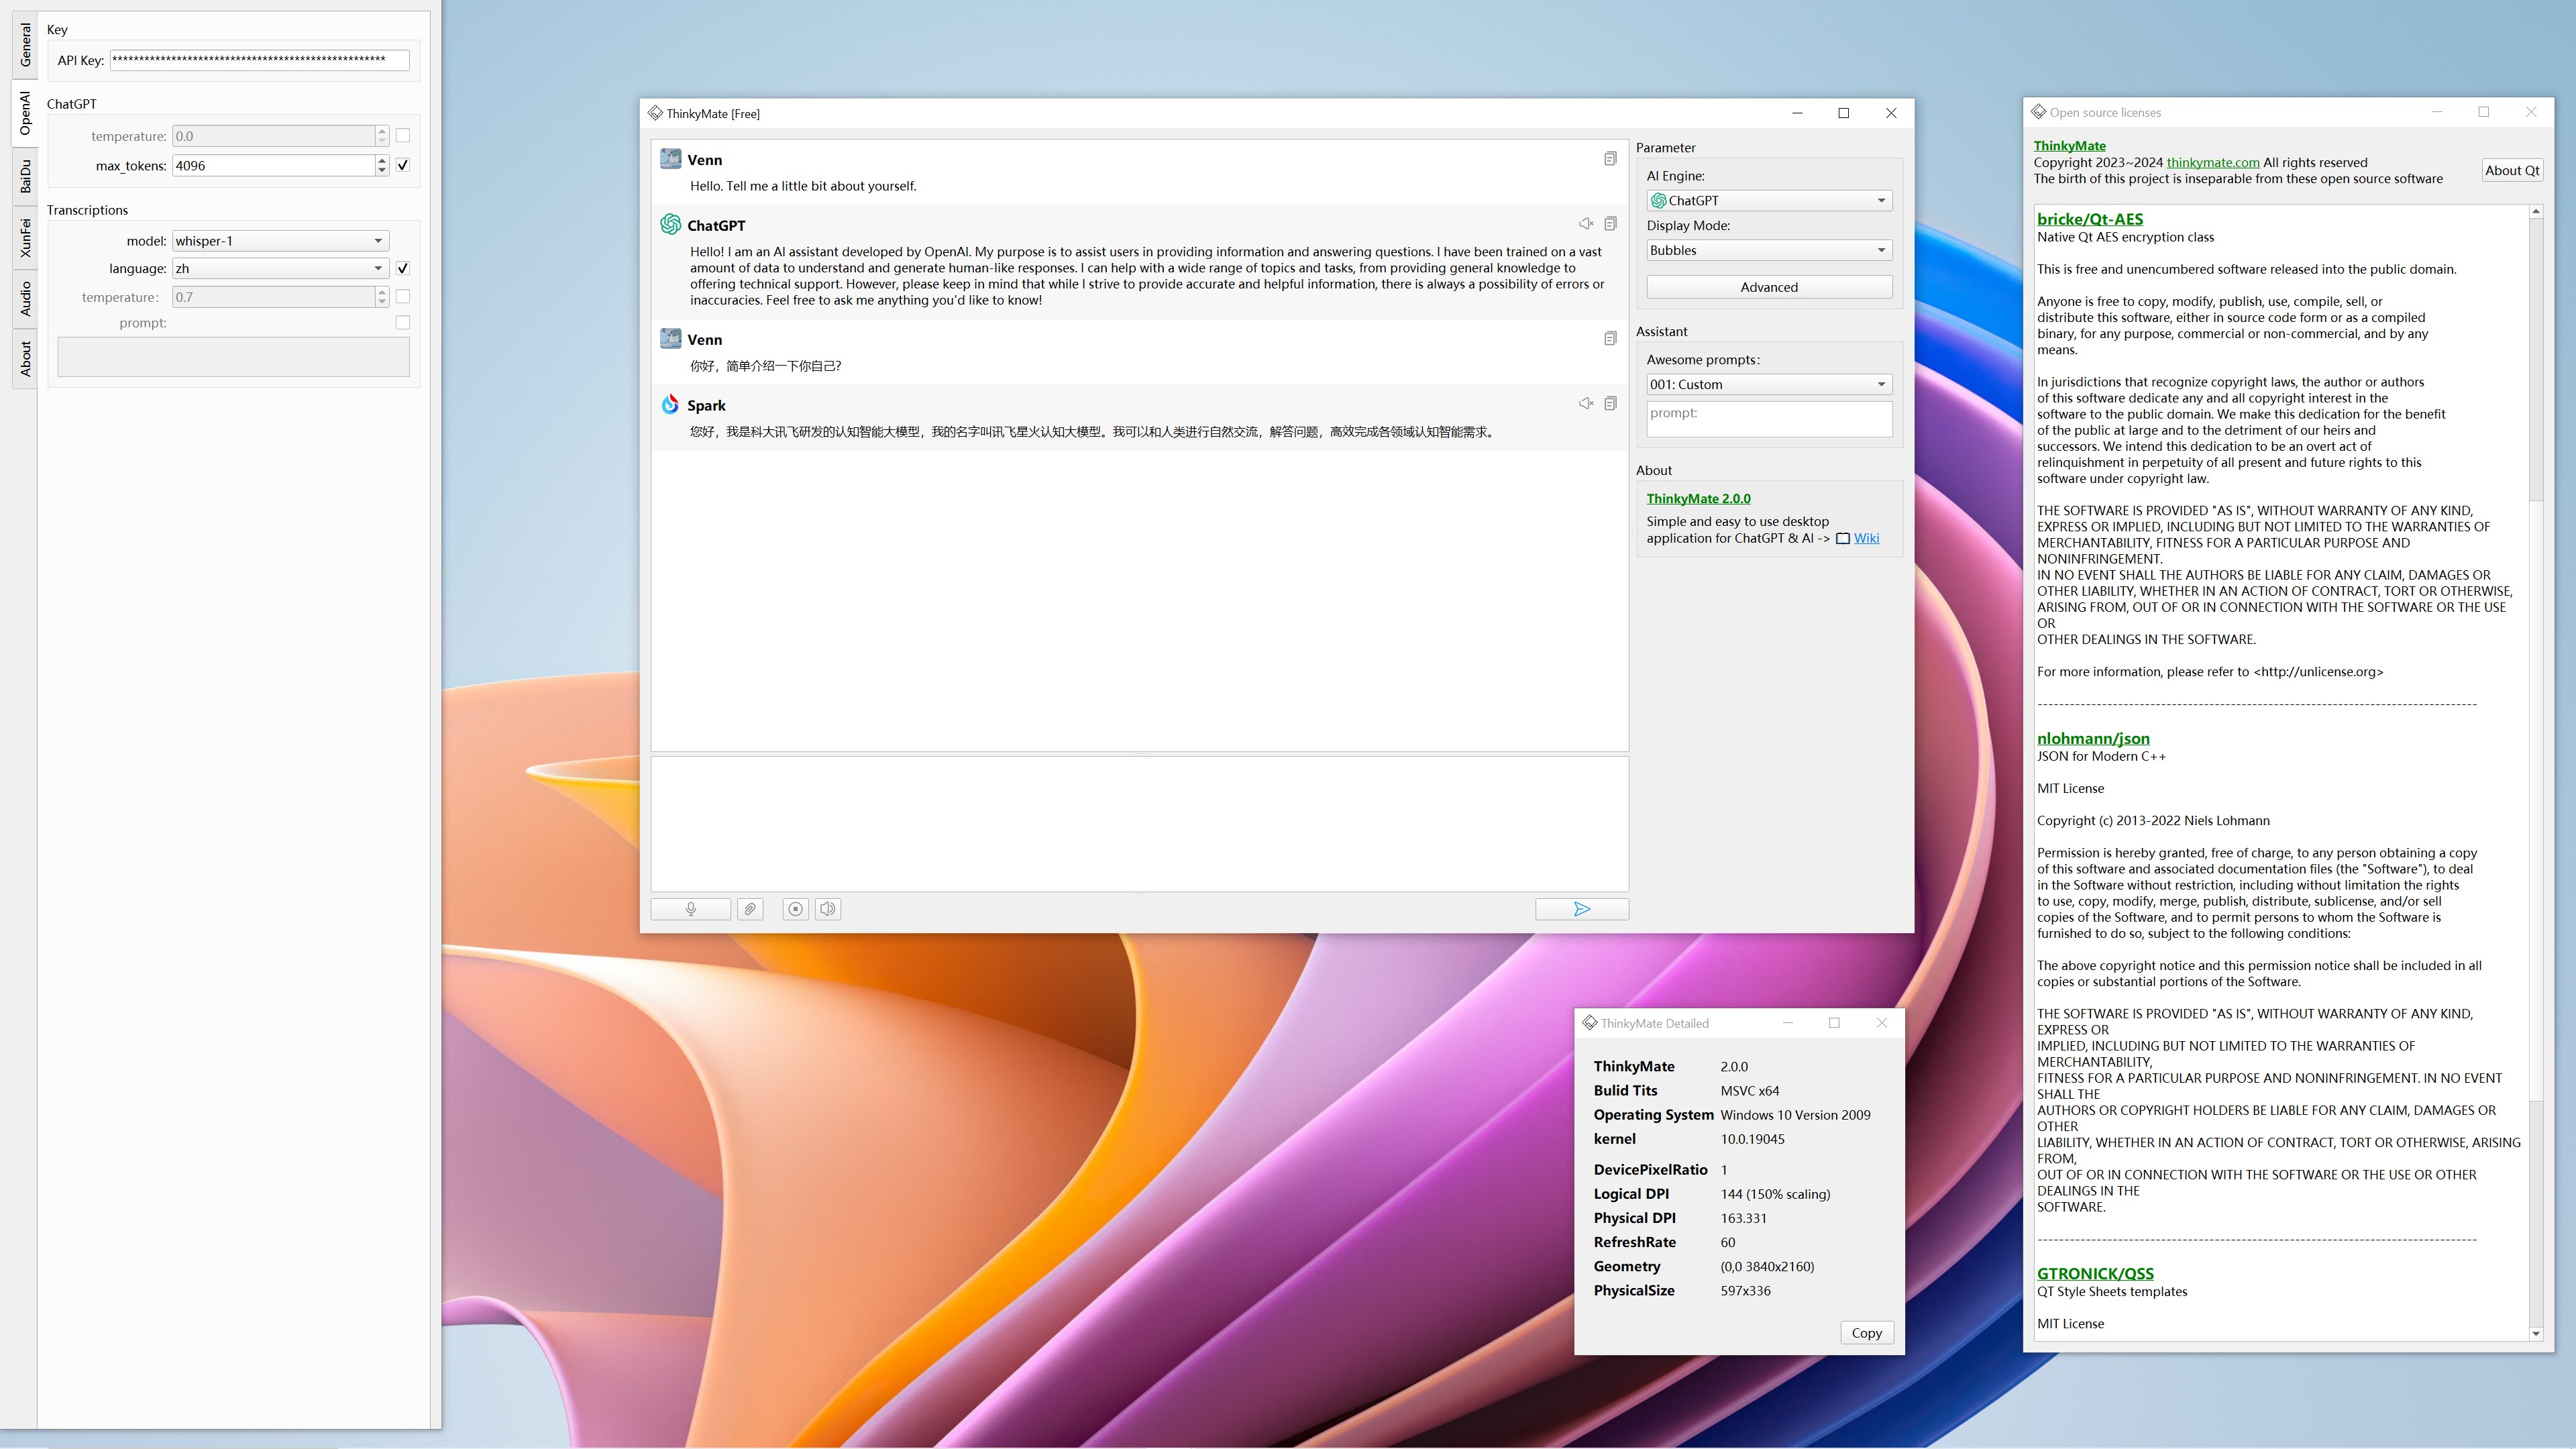 General
OpenAI
BaiDu
XunFei
Audio
About
Key
API Key: ****************************************************
ChatGPT
temperature: 0.0
max_tokens: 4096
Transcriptions
model: whisper-1
language: zh
temperature: 0.7
prompt:
ThinkyMate [Free]
Venn
Hello. Tell me a little bit about yourself.
ChatGPT
Hello! I am an AI assistant developed by OpenAI. My purpose is to assist users in providing information and answering questions. I have been trained on a vast
amount of data to understand and generate human-like responses. I can help with a wide range of topics and tasks, from providing general knowledge to
offering technical support. However, please keep in mind that while I strive to provide accurate and helpful information, there is always a possibility of errors or
inaccuracies. Feel free to ask me anything you'd like to know!
Venn
你好，简单介绍一下你自己?
Spark
您好，我是科大讯飞研发的认知智能大模型，我的名字叫讯飞星火认知大模型。我可以和人类进行自然交流，解答问题，高效完成各领域认知智能需求。
Parameter
AI Engine:
ChatGPT
Display Mode:
Bubbles
Advanced
Assistant
Awesome prompts:
001: Custom
prompt:
About
ThinkyMate 2.0.0
Simple and easy to use desktop
application for ChatGPT & AI -> Wiki
ThinkyMate Detailed
ThinkyMate 2.0.0
Bulid Tits MSVC x64
Operating System Windows 10 Version 2009
kernel 10.0.19045
DevicePixelRatio 1
Logical DPI 144 (150% scaling)
Physical DPI 163.331
RefreshRate 60
Geometry (0,0 3840x2160)
PhysicalSize 597x336
Copy
Open source licenses
ThinkyMate
Copyright 2023~2024 thinkymate.com All rights reserved
The birth of this project is inseparable from these open source software
About Qt
bricke/Qt-AES
Native Qt AES encryption class
This is free and unencumbered software released into the public domain.
Anyone is free to copy, modify, publish, use, compile, sell, or
distribute this software, either in source code form or as a compiled
binary, for any purpose, commercial or non-commercial, and by any
means.
In jurisdictions that recognize copyright laws, the author or authors
of this software dedicate any and all copyright interest in the
software to the public domain. We make this dedication for the benefit
of the public at large and to the detriment of our heirs and
successors. We intend this dedication to be an overt act of
relinquishment in perpetuity of all present and future rights to this
software under copyright law.
THE SOFTWARE IS PROVIDED "AS IS", WITHOUT WARRANTY OF ANY KIND,
EXPRESS OR IMPLIED, INCLUDING BUT NOT LIMITED TO THE WARRANTIES OF
MERCHANTABILITY, FITNESS FOR A PARTICULAR PURPOSE AND
NONINFRINGEMENT.
IN NO EVENT SHALL THE AUTHORS BE LIABLE FOR ANY CLAIM, DAMAGES OR
OTHER LIABILITY, WHETHER IN AN ACTION OF CONTRACT, TORT OR OTHERWISE,
ARISING FROM, OUT OF OR IN CONNECTION WITH THE SOFTWARE OR THE USE
OR
OTHER DEALINGS IN THE SOFTWARE.
For more information, please refer to <http://unlicense.org>
--------------------------------------------------------------------------------
nlohmann/json
JSON for Modern C++
MIT License
Copyright (c) 2013-2022 Niels Lohmann
Permission is hereby granted, free of charge, to any person obtaining a copy
of this software and associated documentation files (the "Software"), to deal
in the Software without restriction, including without limitation the rights
to use, copy, modify, merge, publish, distribute, sublicense, and/or sell
copies of the Software, and to permit persons to whom the Software is
furnished to do so, subject to the following conditions:
The above copyright notice and this permission notice shall be included in all
copies or substantial portions of the Software.
THE SOFTWARE IS PROVIDED "AS IS", WITHOUT WARRANTY OF ANY KIND,
EXPRESS OR
IMPLIED, INCLUDING BUT NOT LIMITED TO THE WARRANTIES OF
MERCHANTABILITY,
FITNESS FOR A PARTICULAR PURPOSE AND NONINFRINGEMENT. IN NO EVENT
SHALL THE
AUTHORS OR COPYRIGHT HOLDERS BE LIABLE FOR ANY CLAIM, DAMAGES OR
OTHER
LIABILITY, WHETHER IN AN ACTION OF CONTRACT, TORT OR OTHERWISE, ARISING
FROM,
OUT OF OR IN CONNECTION WITH THE SOFTWARE OR THE USE OR OTHER
DEALINGS IN THE
SOFTWARE.
--------------------------------------------------------------------------------
GTRONICK/QSS
QT Style Sheets templates
MIT License